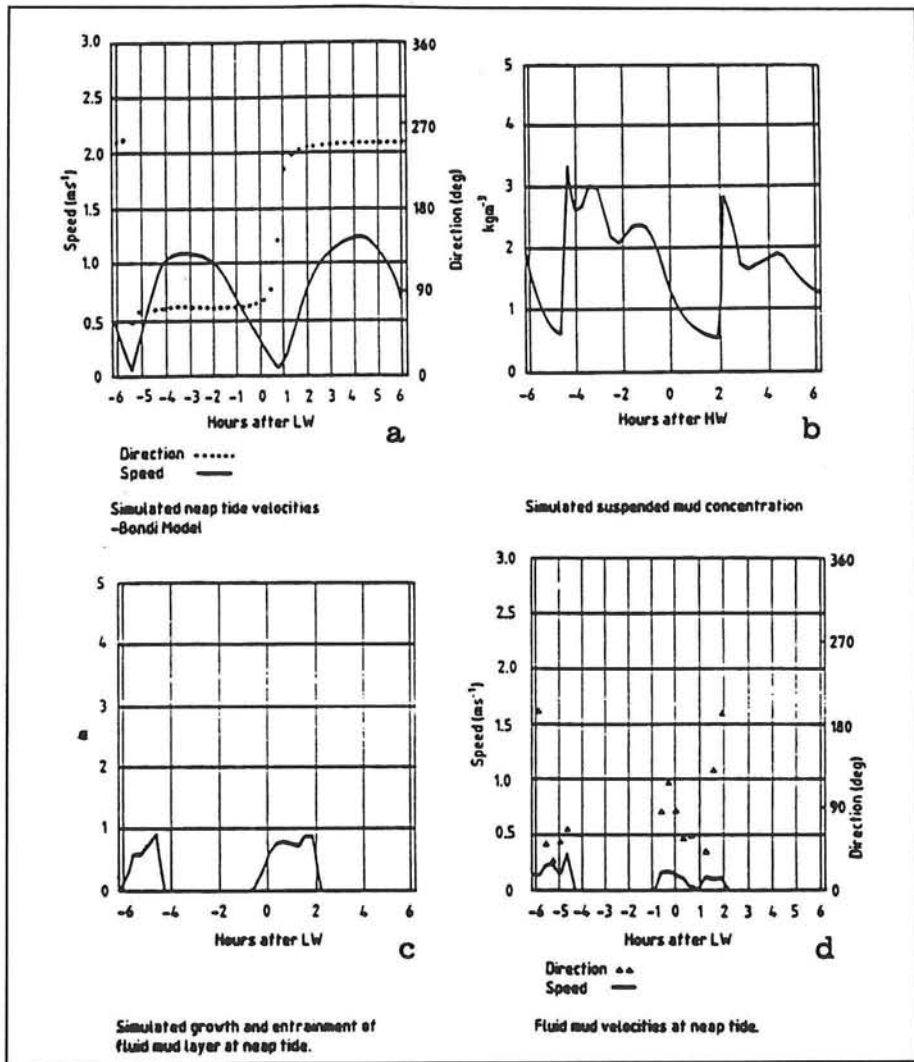 3.0
2.5
2.0
1.5
1.0
0.5
0
Speed (ms¹)
360
270
180
90
0
Direction (deg)
-6 -5 -4 -3 -2 -1 0 1 2 3 4 5 6
Hours after LW
a
Direction ······
Speed —
Simulated neap tide velocities
-Bondi Model
5
4
3
2
1
0
kgm⁻³
-6 -4 -2 0 2 4 6
Hours after HW
b
Simulated suspended mud concentration
5
4
3
2
1
0
m
-6 -4 0 2 4 6
Hours after LW
c
Simulated growth and entrainment of
fluid mud layer at neap tide.
3.0
2.5
2.0
1.5
1.0
0.5
0
Speed (ms⁻¹)
360
270
180
90
0
Direction (deg)
-6 -5 -4 -3 -2 -1 0 1 2 3 4 5 6
Hours after LW
d
Direction ▴▴
Speed —
Fluid mud velocities at neap tide.